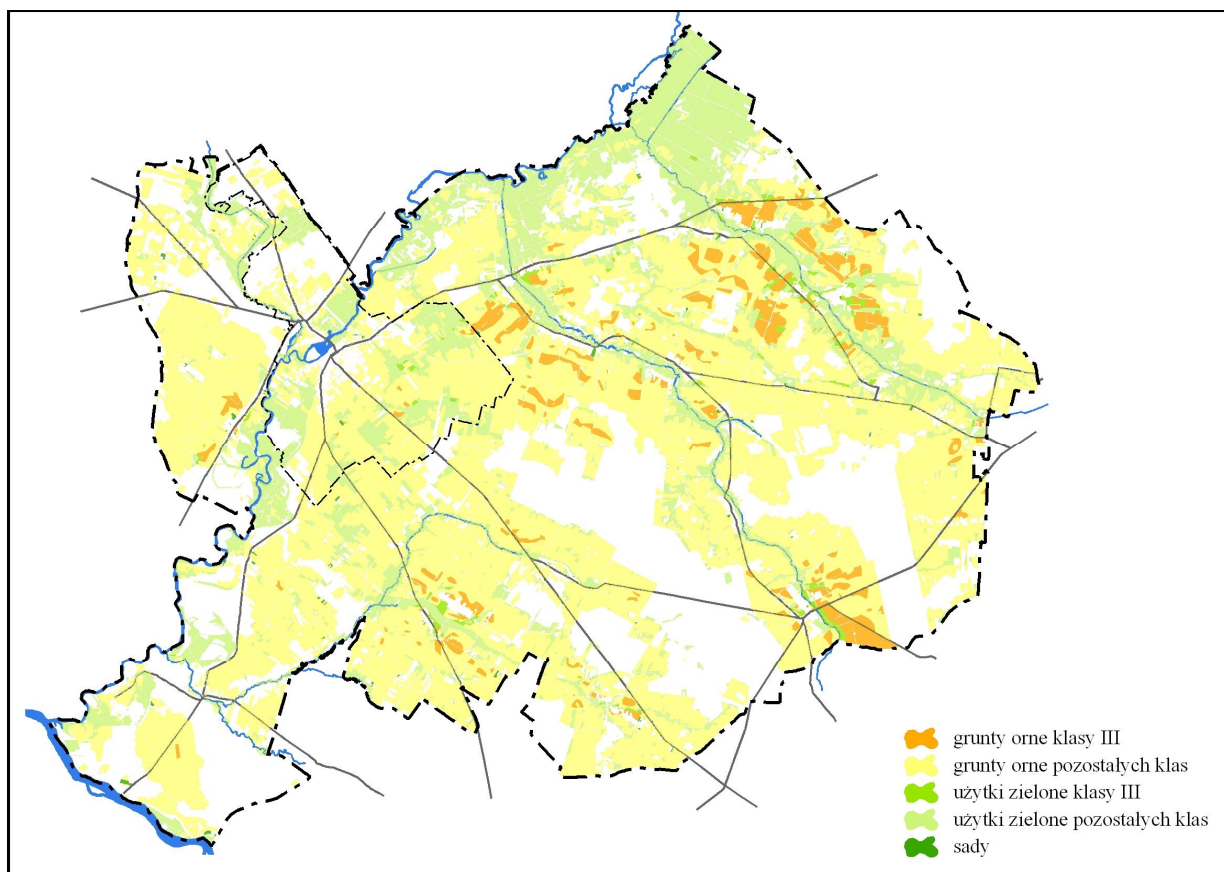 grunty orne klasy III
grunty orne pozostałych klas
użytki zielone klasy III
użytki zielone pozostałych klas
sady